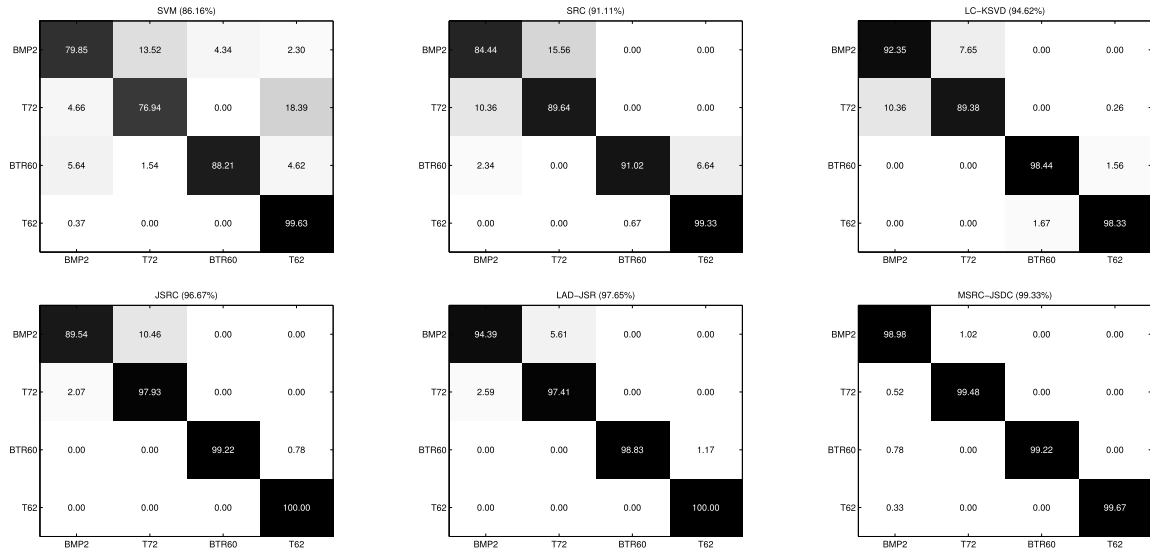 SVM (86.16%) SRC (91.11%) LC−KSVD (94.62%)
BMP2 79.85 13.52 4.34 2.30 BMP2 84.44 15.56 0.00 0.00 BMP2 92.35 7.65 0.00 0.00
T72 4.66 76.94 0.00 18.39 T72 10.36 89.64 0.00 0.00 T72 10.36 89.38 0.00 0.26
BTR60 5.64 1.54 88.21 4.62 BTR60 2.34 0.00 91.02 6.64 BTR60 0.00 0.00 98.44 1.56
T62 0.37 0.00 0.00 99.63 T62 0.00 0.00 0.67 99.33 T62 0.00 0.00 1.67 98.33
BMP2 T72 BTR60 T62 BMP2 T72 BTR60 T62 BMP2 T72 BTR60 T62
JSRC (96.67%) LAD−JSR (97.65%) MSRC−JSDC (99.33%)
BMP2 89.54 10.46 0.00 0.00 BMP2 94.39 5.61 0.00 0.00 BMP2 98.98 1.02 0.00 0.00
T72 2.07 97.93 0.00 0.00 T72 2.59 97.41 0.00 0.00 T72 0.52 99.48 0.00 0.00
BTR60 0.00 0.00 99.22 0.78 BTR60 0.00 0.00 98.83 1.17 BTR60 0.78 0.00 99.22 0.00
T62 0.00 0.00 0.00 100.00 T62 0.00 0.00 0.00 100.00 T62 0.33 0.00 0.00 99.67
BMP2 T72 BTR60 T62 BMP2 T72 BTR60 T62 BMP2 T72 BTR60 T62